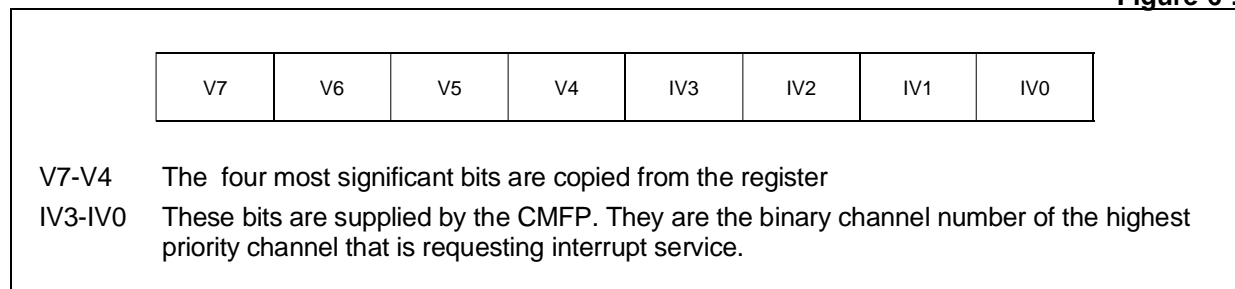 V7 V6 V5 V4 IV3 IV2 IV1 IV0
V7-V4 The four most significant bits are copied from the register
IV3-IV0 These bits are supplied by the CMFP. They are the binary channel number of the highest
priority channel that is requesting interrupt service.